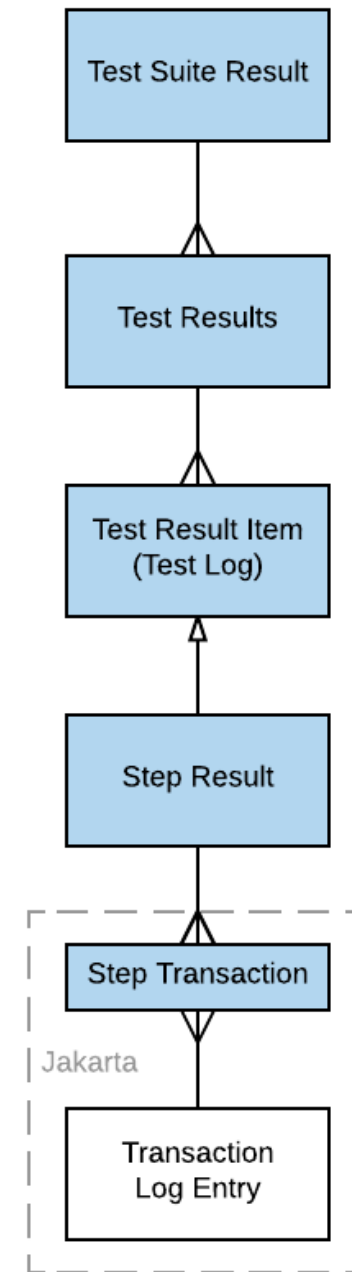 Test Suite Result
Test Results
Test Result Item
(Test Log)
Step Result
Step Transaction
Jakarta
Transaction
Log Entry